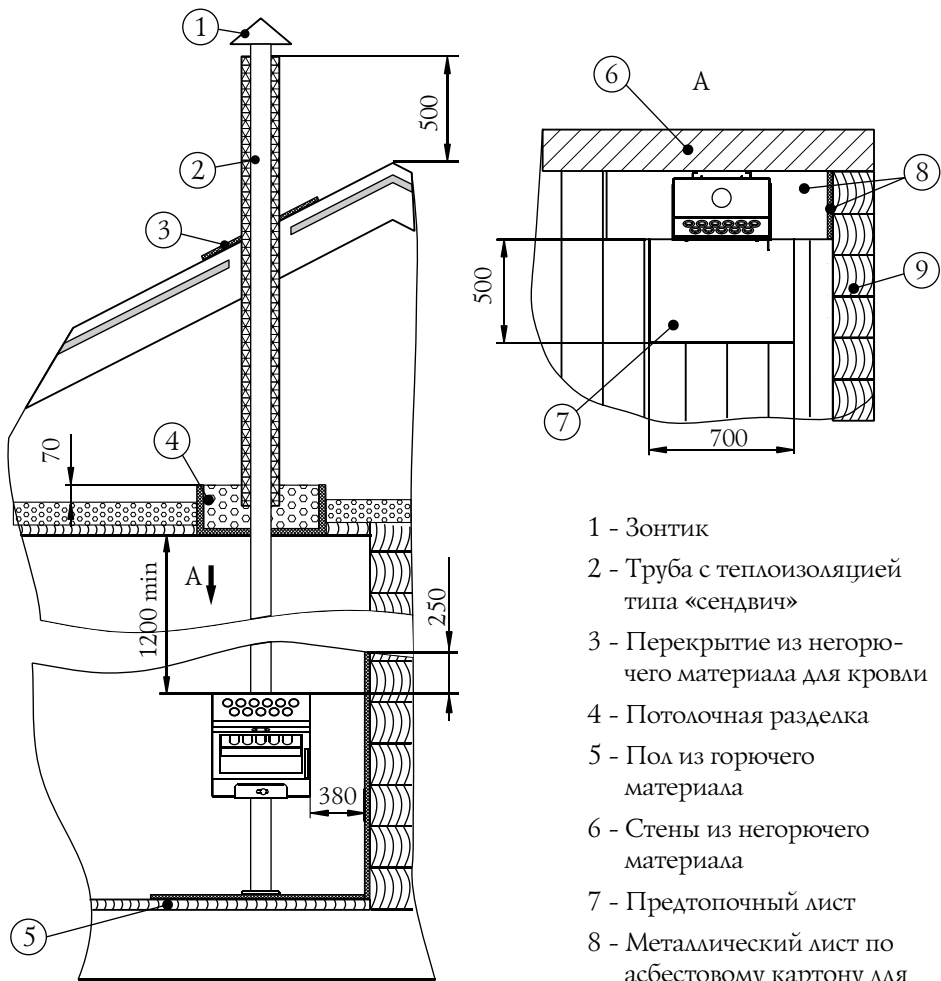 1
6
A
500
2
8
3
500
9
7
700
4
70
A
1200 min
250
380
5
1 - Зонтик
2 - Труба с теплоизоляцией
типа «сендвич»
3 - Перекрытие из негорю-
чего материала для кровли
4 - Потолочная разделка
5 - Пол из горючего
материала
6 - Стены из негорючего
материала
7 - Предтопочный лист
8 - Металлический лист по
асбестовому картону для